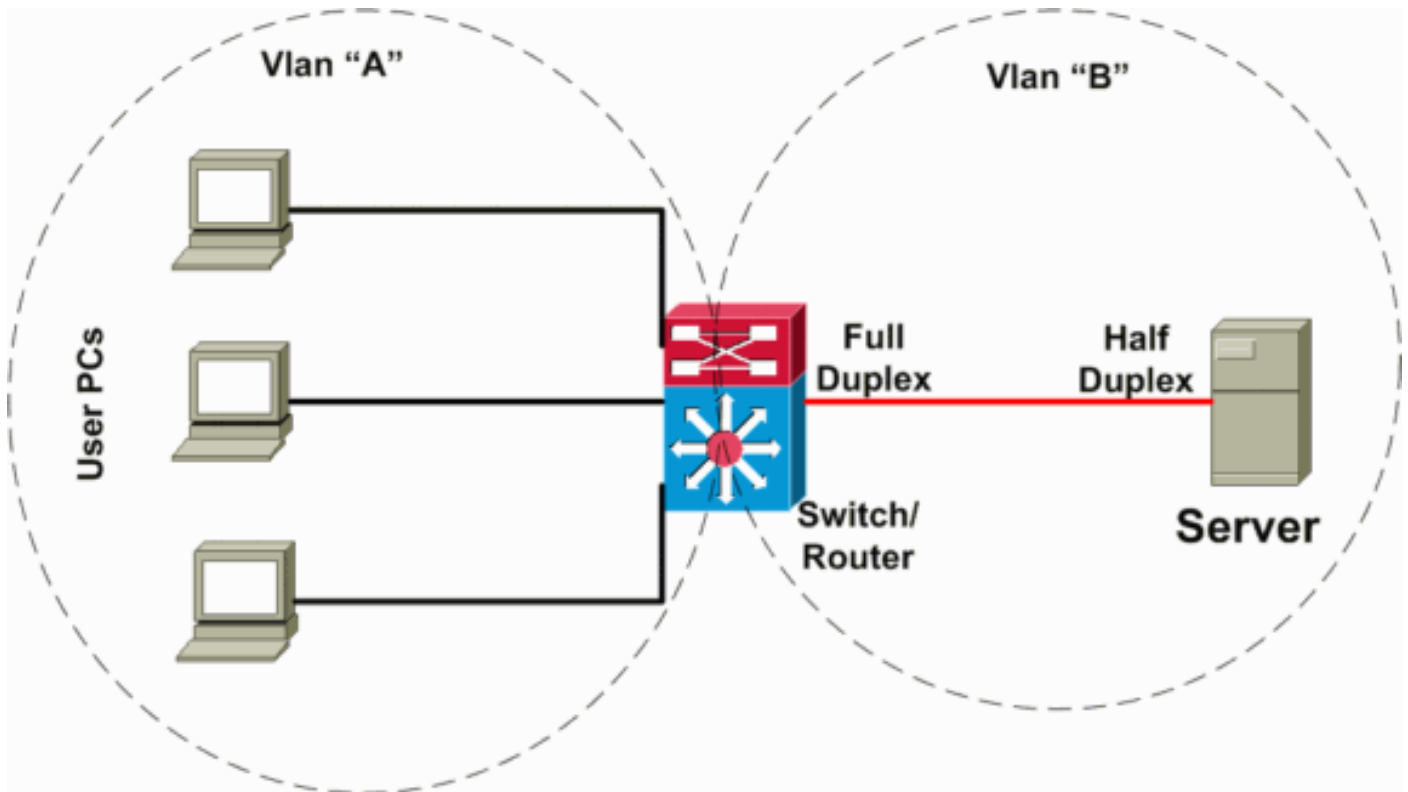 Vlan “A”
Vlan “B”
User PCs
Full
Duplex
Half
Duplex
Switch/
Router
Server